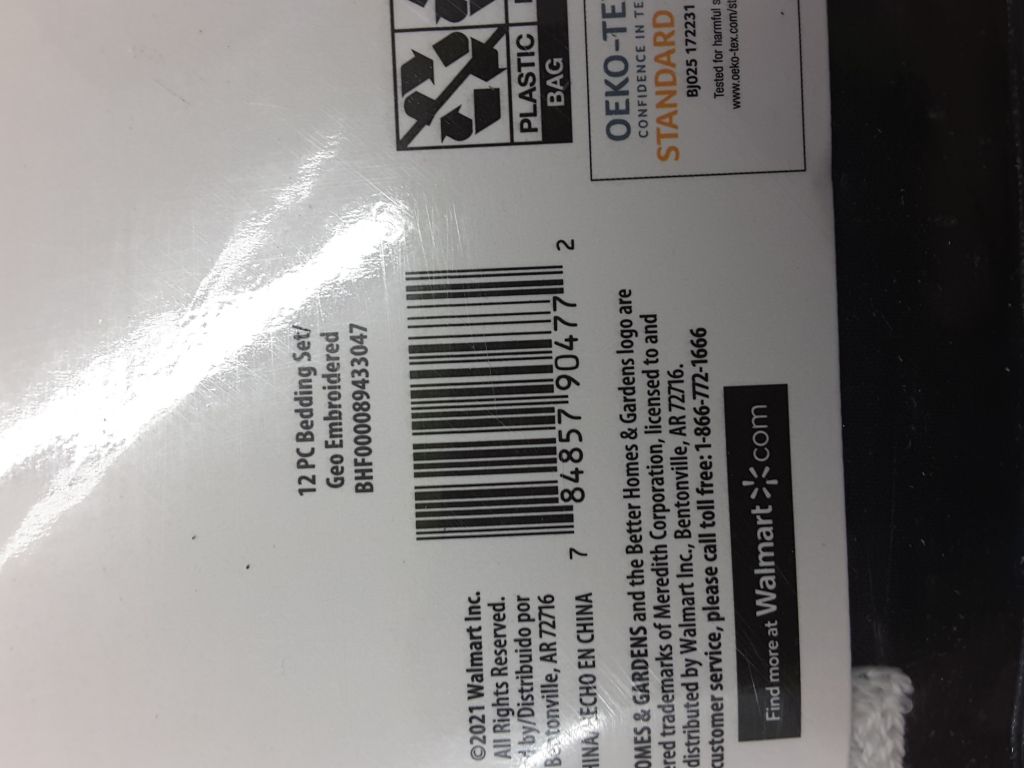 12 PC Bedding Set/
Geo Embroidered
BHF000089433047
7 84857 90477 2
©2021 Walmart Inc.
All Rights Reserved.
by/Distribuido por
Bentonville, AR 72716
HECHO EN CHINA
OMES & GARDENS and the Better Homes & Gardens logo are
red trademarks of Meredith Corporation, licensed to and
distributed by Walmart Inc., Bentonville, AR 72716.
customer service, please call toll free: 1-866-772-1666
Find more at Walmart com
PLASTIC
BAG
OEKO-TE
CONFIDENCE IN TE
STANDARD
BJ025 172231
Tested for harmful s
www.oeko-tex.com/st